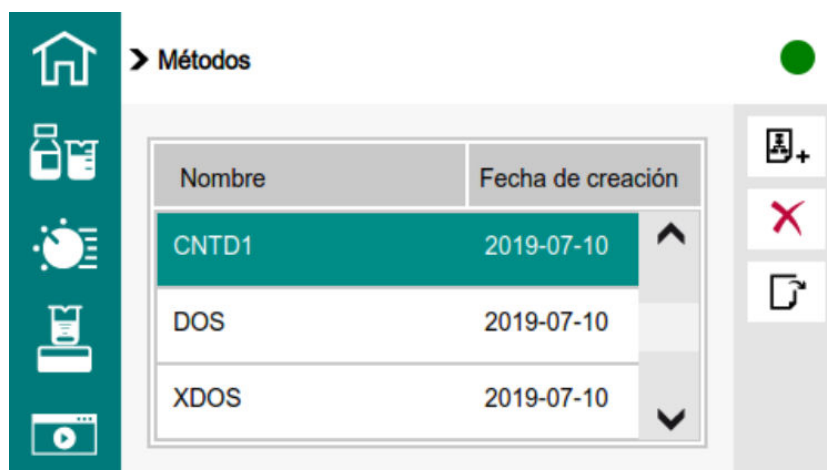 Métodos
Nombre Fecha de creación
CNTD1 2019-07-10
DOS 2019-07-10
XDOS 2019-07-10